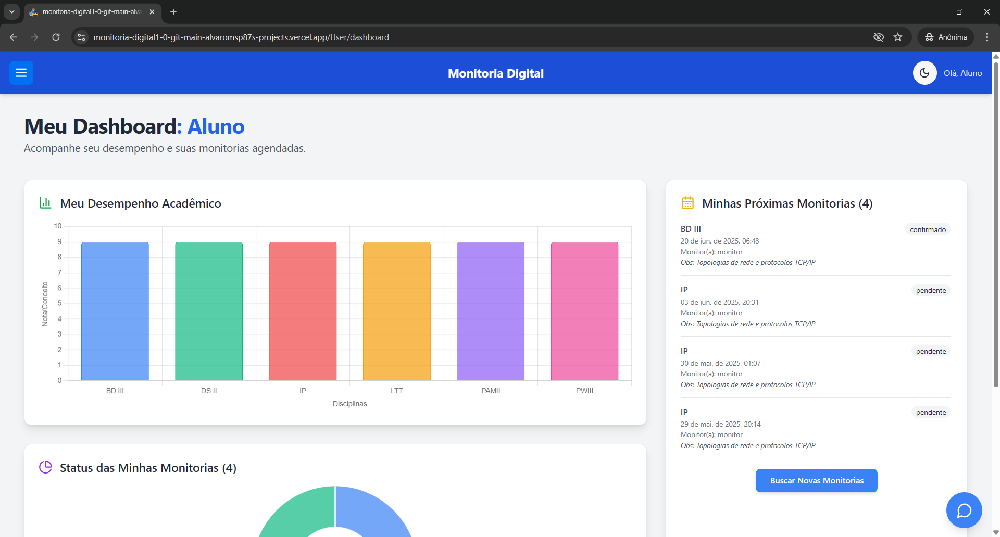 monitoria-digital1-0-git-main-alva
monitoria-digital1-0-git-main-alvaromsp87s-projects.vercel.app/User/dashboard
Anônima
Monitoria Digital
Olá, Aluno
Meu Dashboard: Aluno
Acompanhe seu desempenho e suas monitorias agendadas.
Meu Desempenho Acadêmico
10
9
8
7
6
5
4
3
2
1
0
Nota/Conceito
BD III
DS II
IP
LTT
PAMII
PWIII
Disciplinas
Status das Minhas Monitorias (4)
Minhas Próximas Monitorias (4)
BD III
confirmado
20 de jun. de 2025, 06:48
Monitor(a): monitor
Obs: Topologias de rede e protocolos TCP/IP
IP
pendente
03 de jun. de 2025, 20:31
Monitor(a): monitor
Obs: Topologias de rede e protocolos TCP/IP
IP
pendente
30 de mai. de 2025, 01:07
Monitor(a): monitor
Obs: Topologias de rede e protocolos TCP/IP
IP
pendente
29 de mai. de 2025, 20:14
Monitor(a): monitor
Obs: Topologias de rede e protocolos TCP/IP
Buscar Novas Monitorias